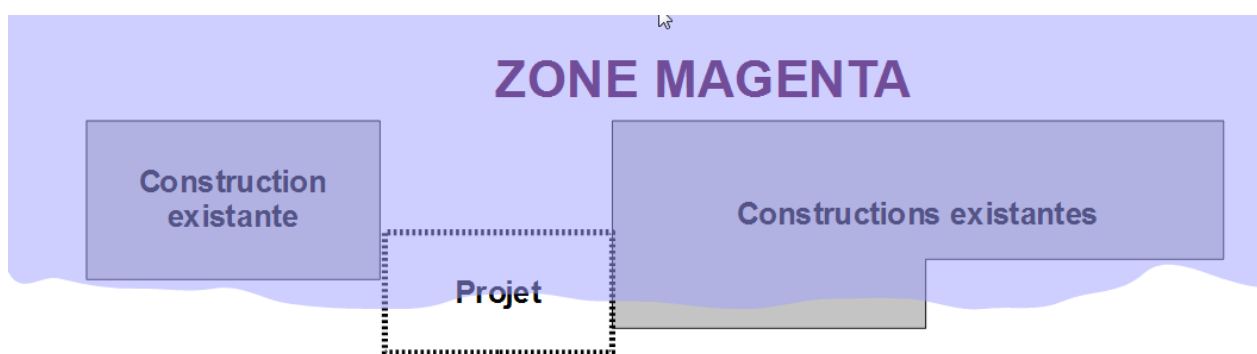 ZONE MAGENTA
Construction
existante
Constructions existantes
Projet